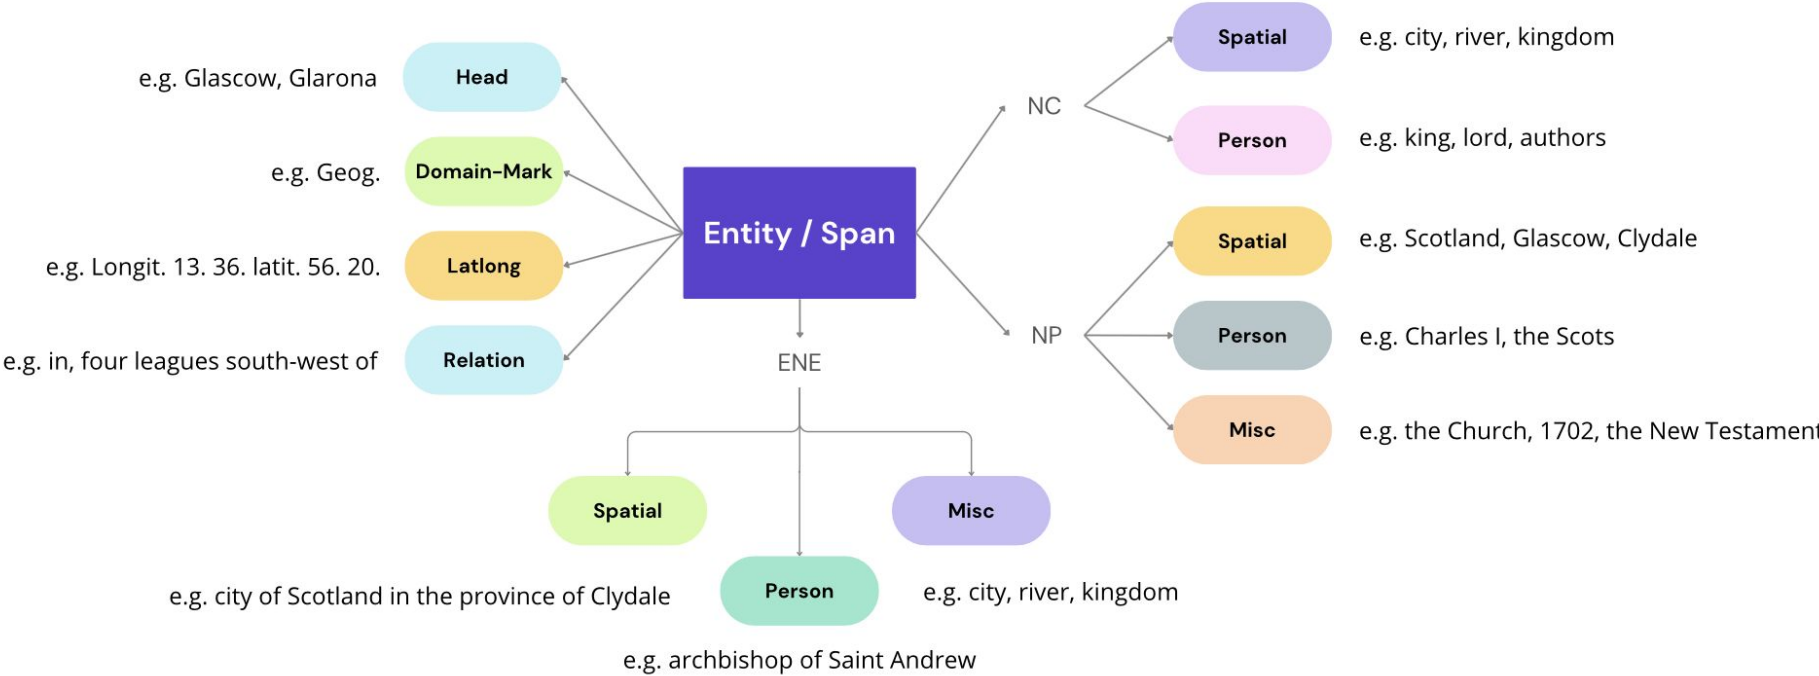 e.g. Glascow, Glarona
Head
e.g. Geog.
Domain-Mark
e.g. Longit. 13. 36. latit. 56. 20.
Latlong
e.g. in, four leagues south-west of
Relation
Entity / Span
NC
Spatial
e.g. city, river, kingdom
Person
e.g. king, lord, authors
NP
Spatial
e.g. Scotland, Glascow, Clydale
Person
e.g. Charles I, the Scots
Misc
e.g. the Church, 1702, the New Testament
ENE
Spatial
e.g. city of Scotland in the province of Clydale
Person
e.g. archbishop of Saint Andrew
Misc
e.g. city, river, kingdom